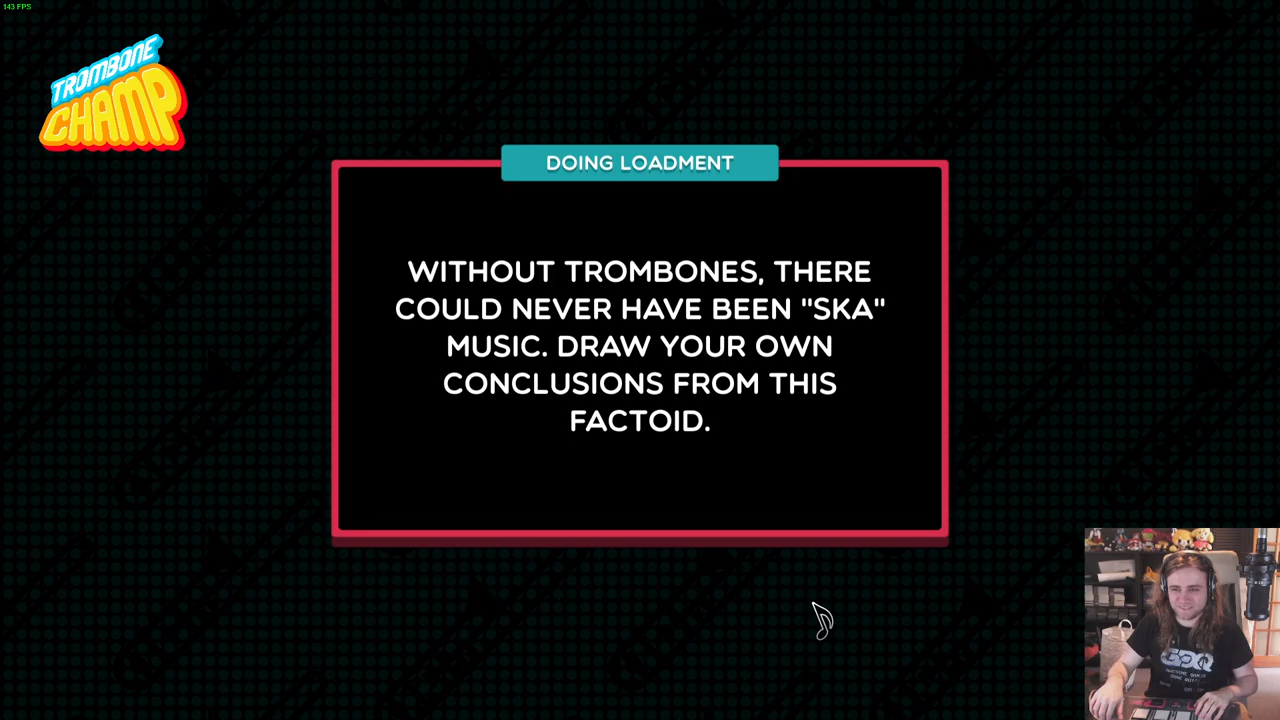 143 FPS
TROMBONE
CHAMP
DOING LOADMENT
WITHOUT TROMBONES, THERE
COULD NEVER HAVE BEEN "SKA"
MUSIC. DRAW YOUR OWN
CONCLUSIONS FROM THIS
FACTOID.
GDQ